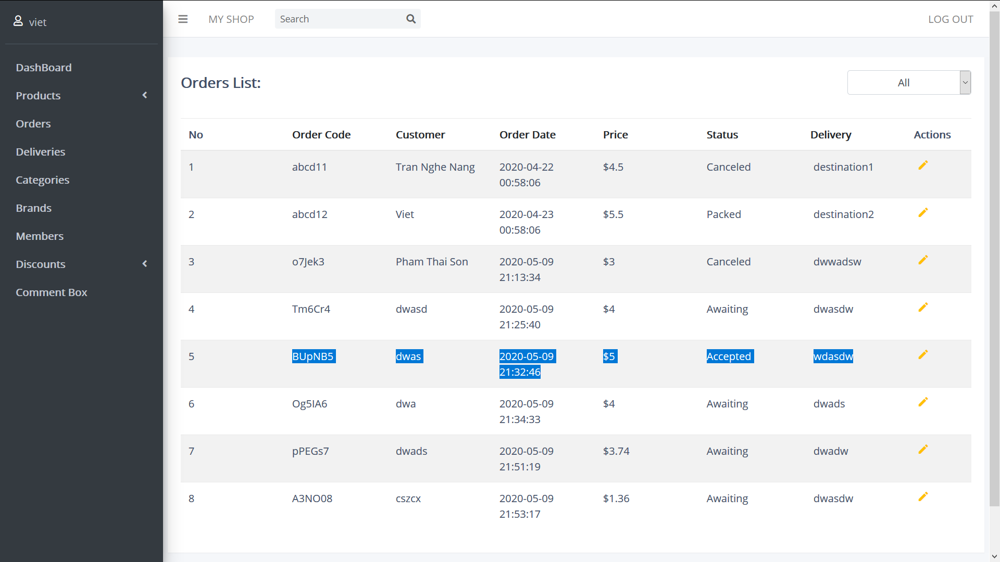 viet
MY SHOP
Search
LOG OUT
DashBoard
Products
Orders
Deliveries
Categories
Brands
Members
Discounts
Comment Box
Orders List:
All
No Order Code Customer Order Date Price Status Delivery Actions
1 abcd11 Tran Nghe Nang 2020-04-22 $4.5 Canceled destination1
00:58:06
2 abcd12 Viet 2020-04-23 $5.5 Packed destination2
00:58:06
3 o7Jek3 Pham Thai Son 2020-05-09 $3 Canceled dwwadsw
21:13:34
4 Tm6Cr4 dwasd 2020-05-09 $4 Awaiting dwasdw
21:25:40
5 BUpNB5 dwas 2020-05-09 $5 Accepted wdasdw
21:32:46
6 Og5IA6 dwa 2020-05-09 $4 Awaiting dwads
21:34:33
7 pPEGs7 dwads 2020-05-09 $3.74 Awaiting dwadw
21:51:19
8 A3NO08 cszcx 2020-05-09 $1.36 Awaiting dwasdw
21:53:17